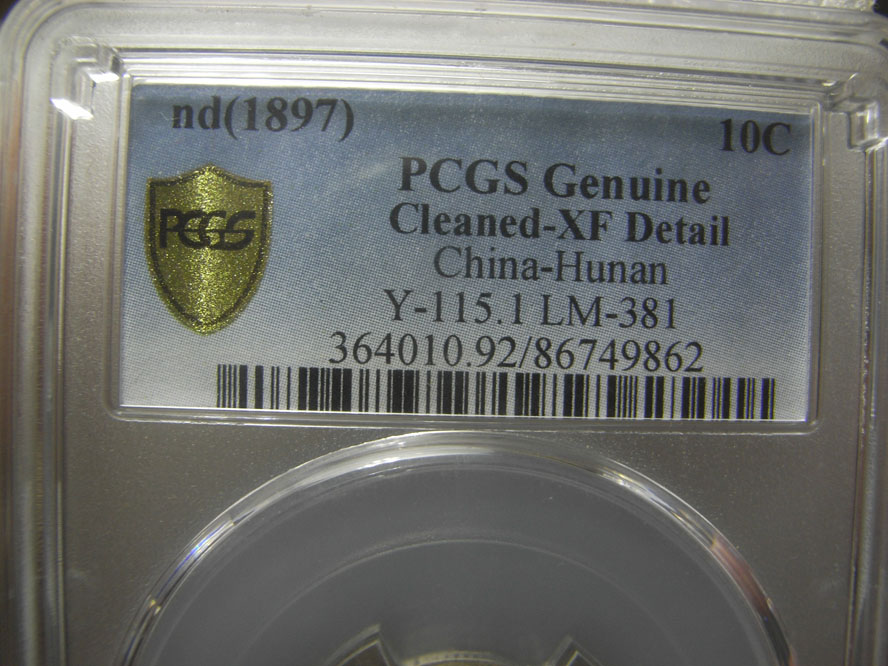 nd(1897) 10C
PCGS Genuine
PCGS
Cleaned-XF Detail
China-Hunan
Y-115.1 LM-381
364010.92/86749862